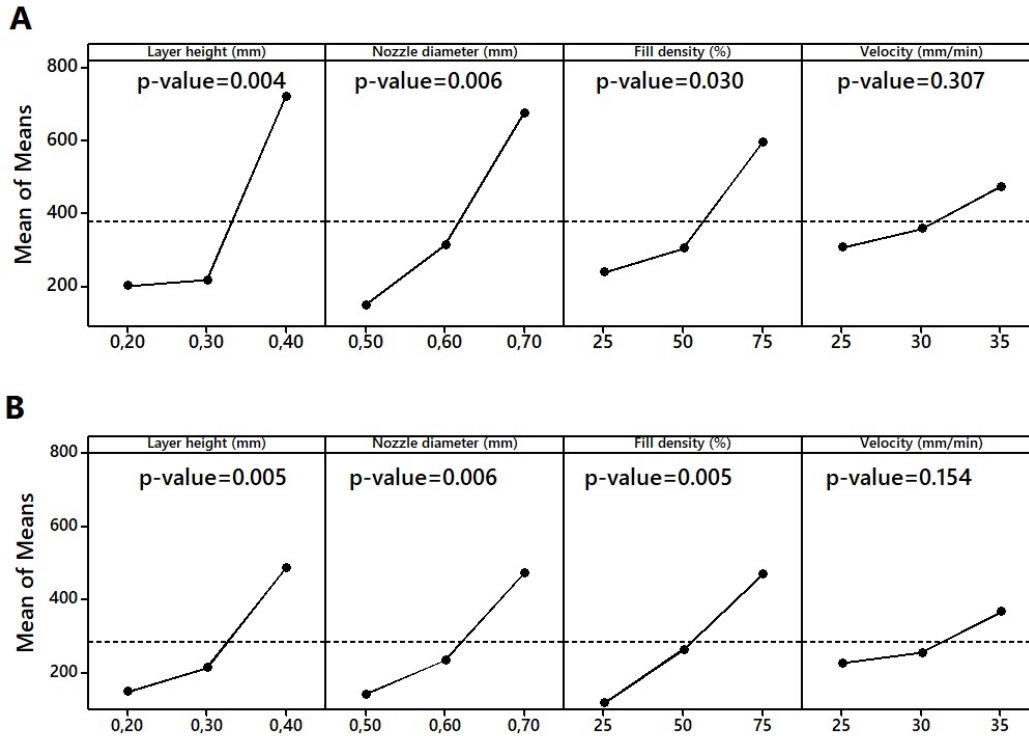 A
Layer height (mm) Nozzle diameter (mm) Fill density (%) Velocity (mm/min)
800
p-value=0.004 p-value=0.006 p-value=0.030 p-value=0.307
600
400
200
Mean of Means
0,20 0,30 0,40 0,50 0,60 0,70 25 50 75 25 30 35
B
Layer height (mm) Nozzle diameter (mm) Fill density (%) Velocity (mm/min)
800
p-value=0.005 p-value=0.006 p-value=0.005 p-value=0.154
600
400
200
Mean of Means
0,20 0,30 0,40 0,50 0,60 0,70 25 50 75 25 30 35